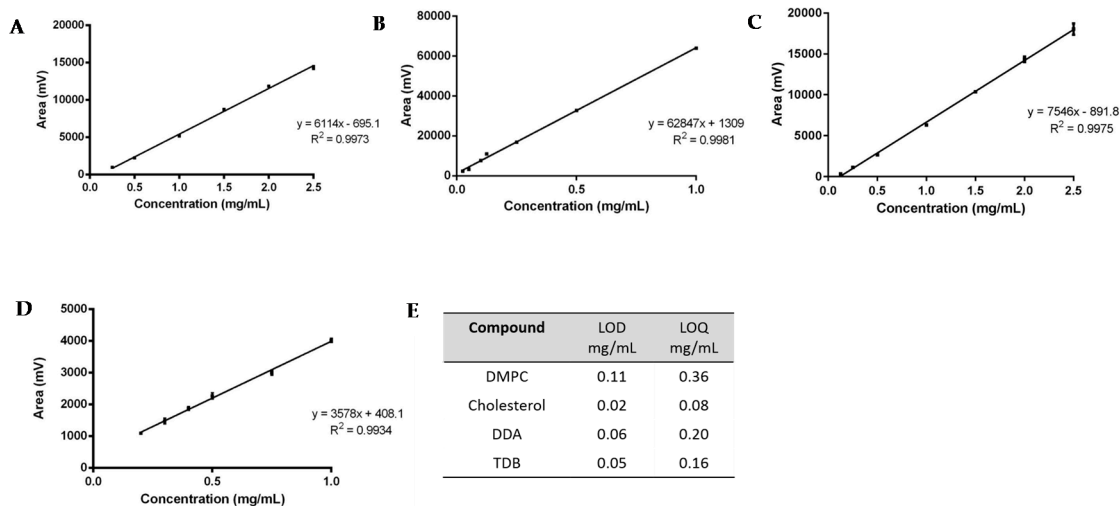 A
20000
15000
10000
5000
0
Area (mV)
0.0 0.5 1.0 1.5 2.0 2.5
Concentration (mg/mL)
y = 6114x - 695.1
R² = 0.9973
B
80000
60000
40000
20000
0
Area (mV)
0.0 0.5 1.0
Concentration (mg/mL)
y = 62847x + 1309
R² = 0.9981
C
20000
15000
10000
5000
0
Area (mV)
0.0 0.5 1.0 1.5 2.0 2.5
Concentration (mg/mL)
y = 7546x - 891.8
R² = 0.9975
D
5000
4000
3000
2000
1000
0
Area (mV)
0.0 0.5 1.0
Concentration (mg/mL)
y = 3578x + 408.1
R² = 0.9934
E
Compound LOD mg/mL LOQ mg/mL
DMPC 0.11 0.36
Cholesterol 0.02 0.08
DDA 0.06 0.20
TDB 0.05 0.16